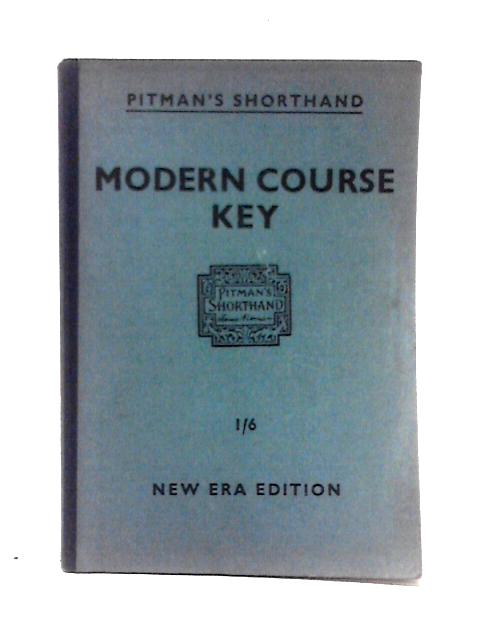 PITMAN'S SHORTHAND
MODERN COURSE
KEY
PITMAN'S
SHORTHAND
1/6
NEW ERA EDITION